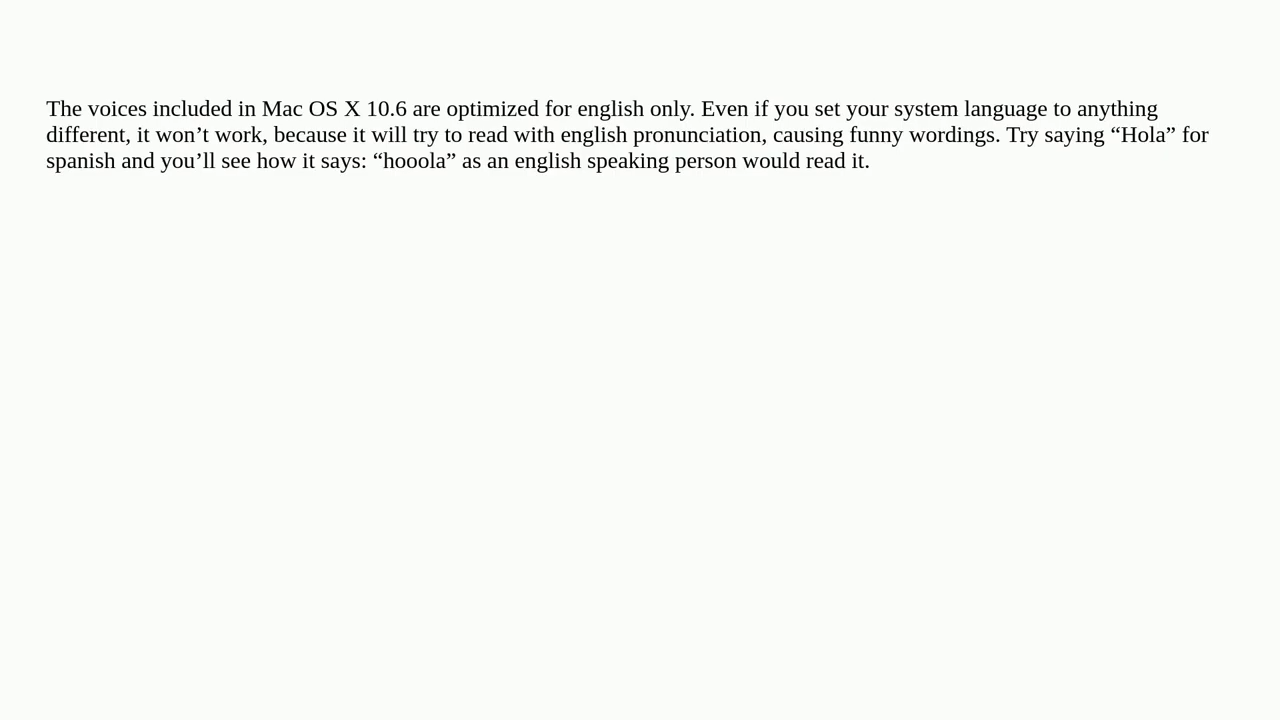 The voices included in Mac OS X 10.6 are optimized for english only. Even if you set your system language to anything
different, it won’t work, because it will try to read with english pronunciation, causing funny wordings. Try saying “Hola” for
spanish and you’ll see how it says: “hooola” as an english speaking person would read it.